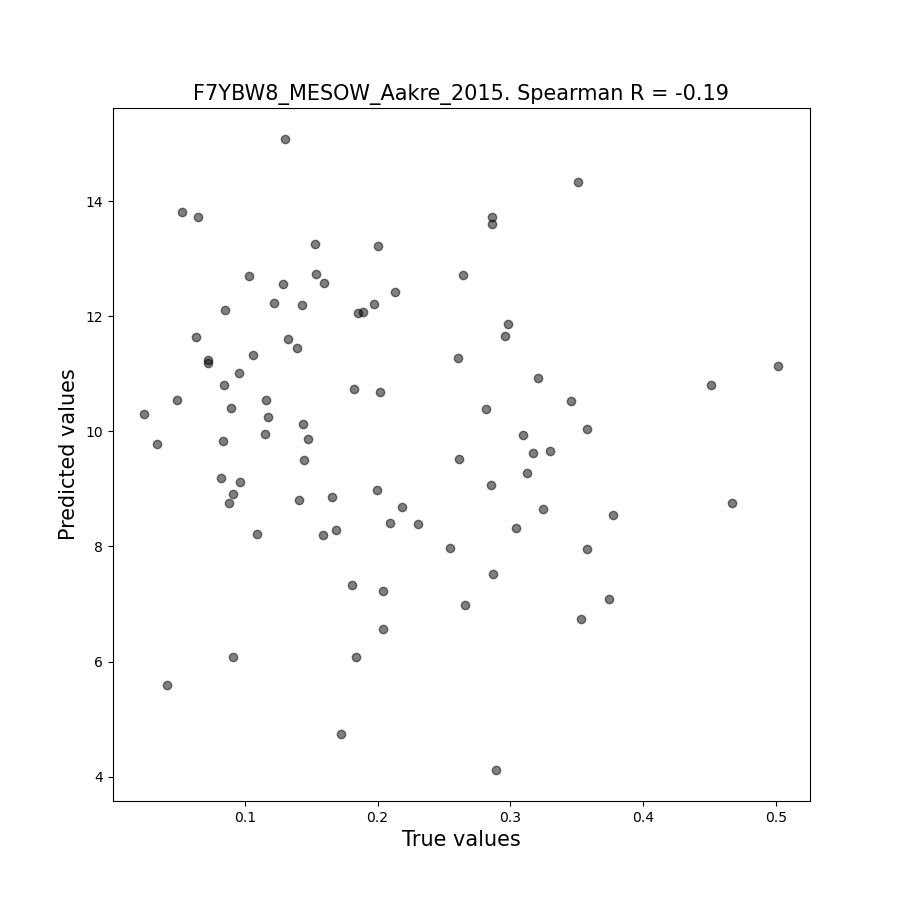 F7YBW8_MESOW_Aakre_2015. Spearman R = -0.19
14
12
10
8
6
4
Predicted values
0.1 0.2 0.3 0.4 0.5
True values